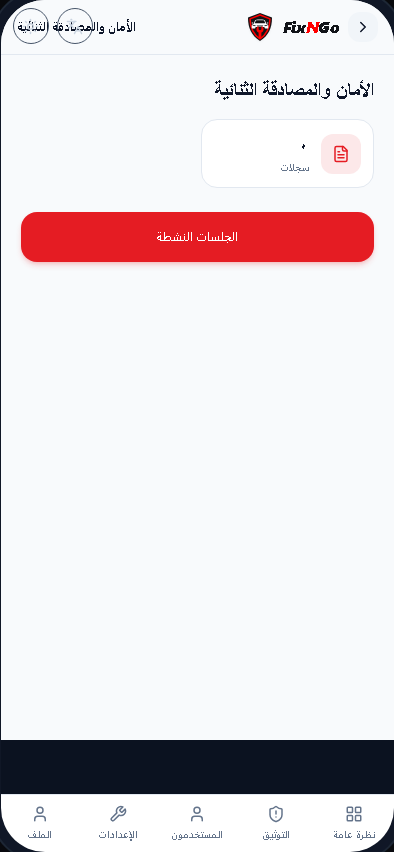 FixNGo
الأمان والمصادقة الثنائية
الأمان والمصادقة الثنائية
٠
سجلات
الجلسات النشطة
نظرة عامة
التوثيق
المستخدمون
الإعدادات
الملف